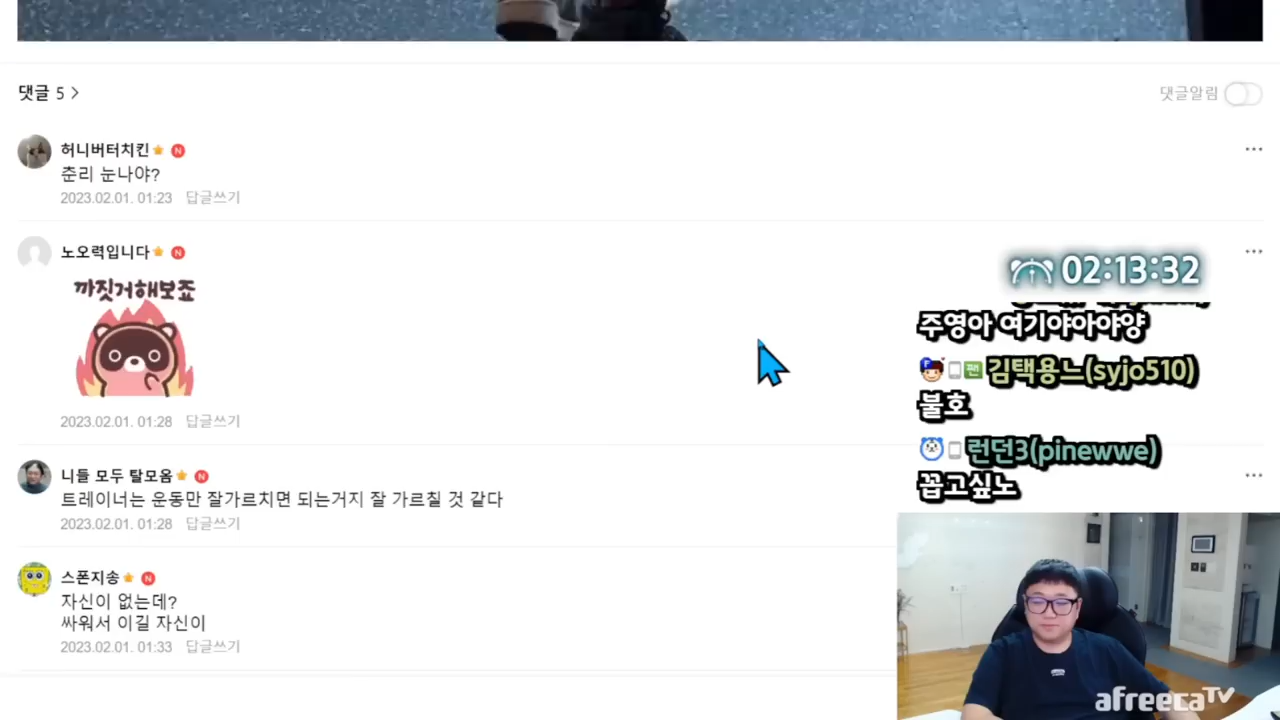 댓글 5 >
댓글알림
허니버터치킨 N
춘리 눈나야?
2023.02.01. 01:23 답글쓰기
노오력입니다 N
까짓거해보죠
2023.02.01. 01:28 답글쓰기
니들 모두 탈모옴 N
트레이너는 운동만 잘가르치면 되는거지 잘 가르칠 것 같다
2023.02.01. 01:28 답글쓰기
스폰지송 N
자신이 없는데?
싸워서 이길 자신이
2023.02.01. 01:33 답글쓰기
02:13:32
주영아 여기야아야양
팬 김택용느(syjo510)
불호
런던3(pinewwe)
꼽고싶노
afreecaTV